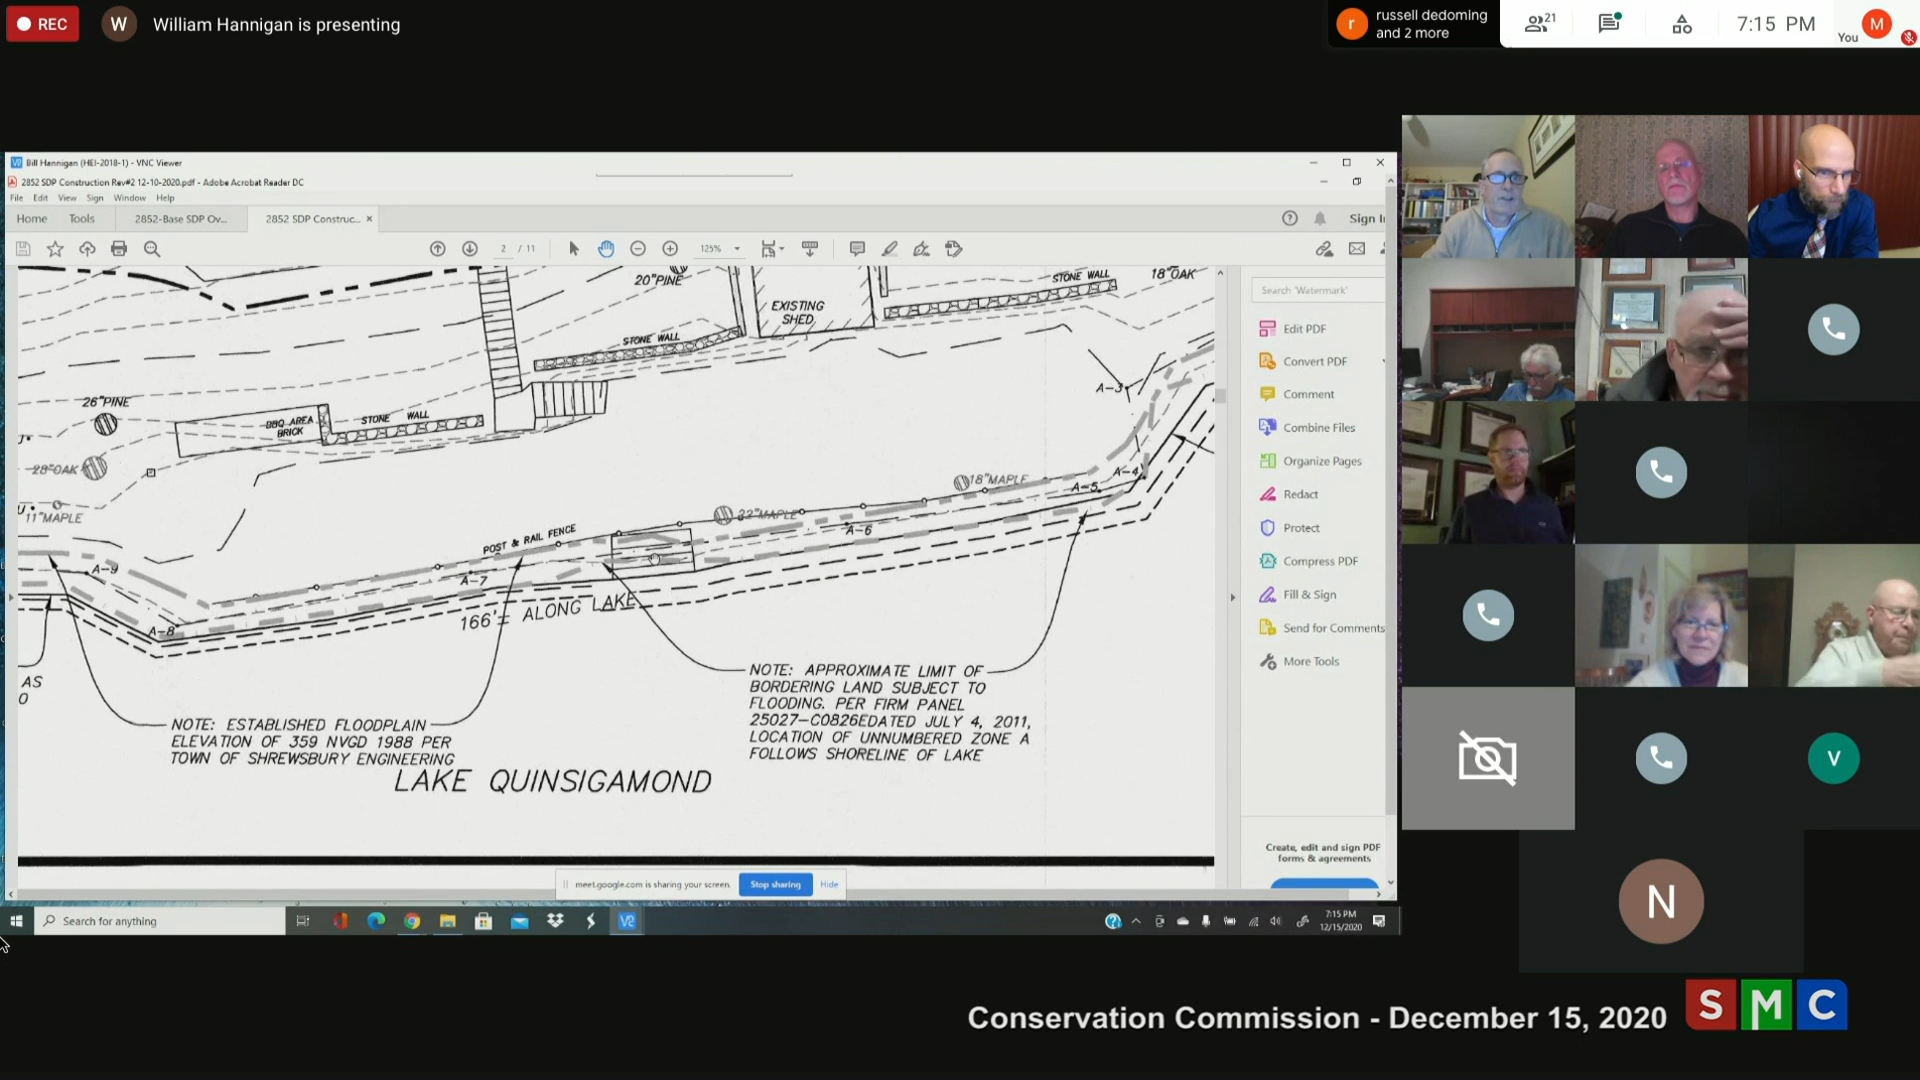 REC
W
William Hannigan is presenting
r
russell dedoming
and 2 more
21
7:15 PM
You
M
Bill Hannigan (HEI-2018-1) - VNC Viewer
2852 SDP Construction Rev#2 12-10-2020.pdf - Adobe Acrobat Reader DC
File Edit View Sign Window Help
Home Tools 2852-Base SDP Ov... 2852 SDP Construc...
Sign I
2 / 11
125%
20"PINE
EXISTING
SHED
STONE WALL
18"OAK
STONE WALL
A-3
26"PINE
BBQ AREA
BRICK
STONE WALL
28"OAK
11"MAPLE
18"MAPLE
A-4
A-5
22"MAPLE
A-6
POST & RAIL FENCE
A-9
A-7
166'± ALONG LAKE
A-8
AS
NOTE: APPROXIMATE LIMIT OF
BORDERING LAND SUBJECT TO
FLOODING. PER FIRM PANEL
25027-C0826EDATED JULY 4, 2011,
LOCATION OF UNNUMBERED ZONE A
FOLLOWS SHORELINE OF LAKE
NOTE: ESTABLISHED FLOODPLAIN
ELEVATION OF 359 NVGD 1988 PER
TOWN OF SHREWSBURY ENGINEERING
LAKE QUINSIGAMOND
Search 'Watermark'
Edit PDF
Convert PDF
Comment
Combine Files
Organize Pages
Redact
Protect
Compress PDF
Fill & Sign
Send for Comments
More Tools
Create, edit and sign PDF
forms & agreements
meet.google.com is sharing your screen.
Stop sharing
Hide
Search for anything
7:15 PM
12/15/2020
V
N
Conservation Commission - December 15, 2020
SMC